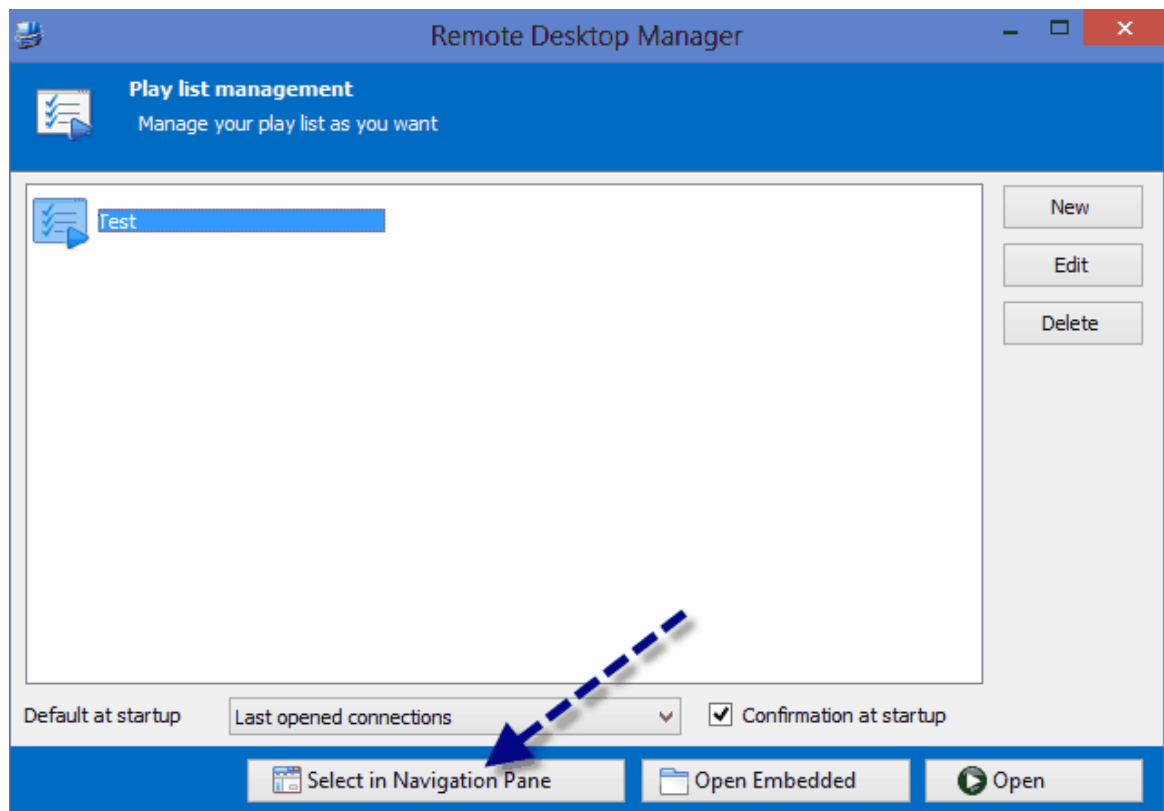 Remote Desktop Manager
Play list management
Manage your play list as you want
Test
New
Edit
Delete
Default at startup Last opened connections Confirmation at startup
Select in Navigation Pane Open Embedded Open